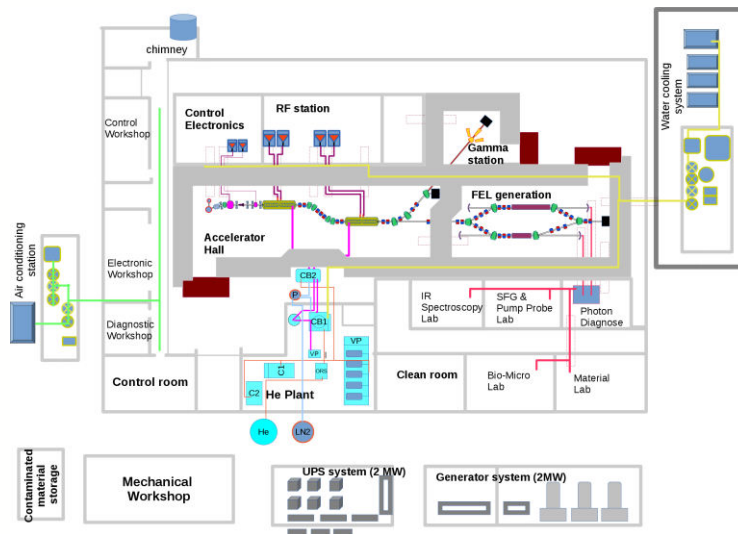 chimney
Control
Workshop
Control
Electronics
RF station
Gamma
station
FEL generation
Water cooling
system
Accelerator
Hall
Air conditioning
station
Electronic
Workshop
Diagnostic
Workshop
CB2
P
CB1
VP
VP
C1
ORS
C2
He Plant
He
LN2
IR
Spectroscopy
Lab
SFG &
Pump Probe
Lab
Photon
Diagnose
Control room
Clean room
Bio-Micro
Lab
Material
Lab
Contaminated
material
storage
Mechanical
Workshop
UPS system (2 MW)
Generator system (2MW)